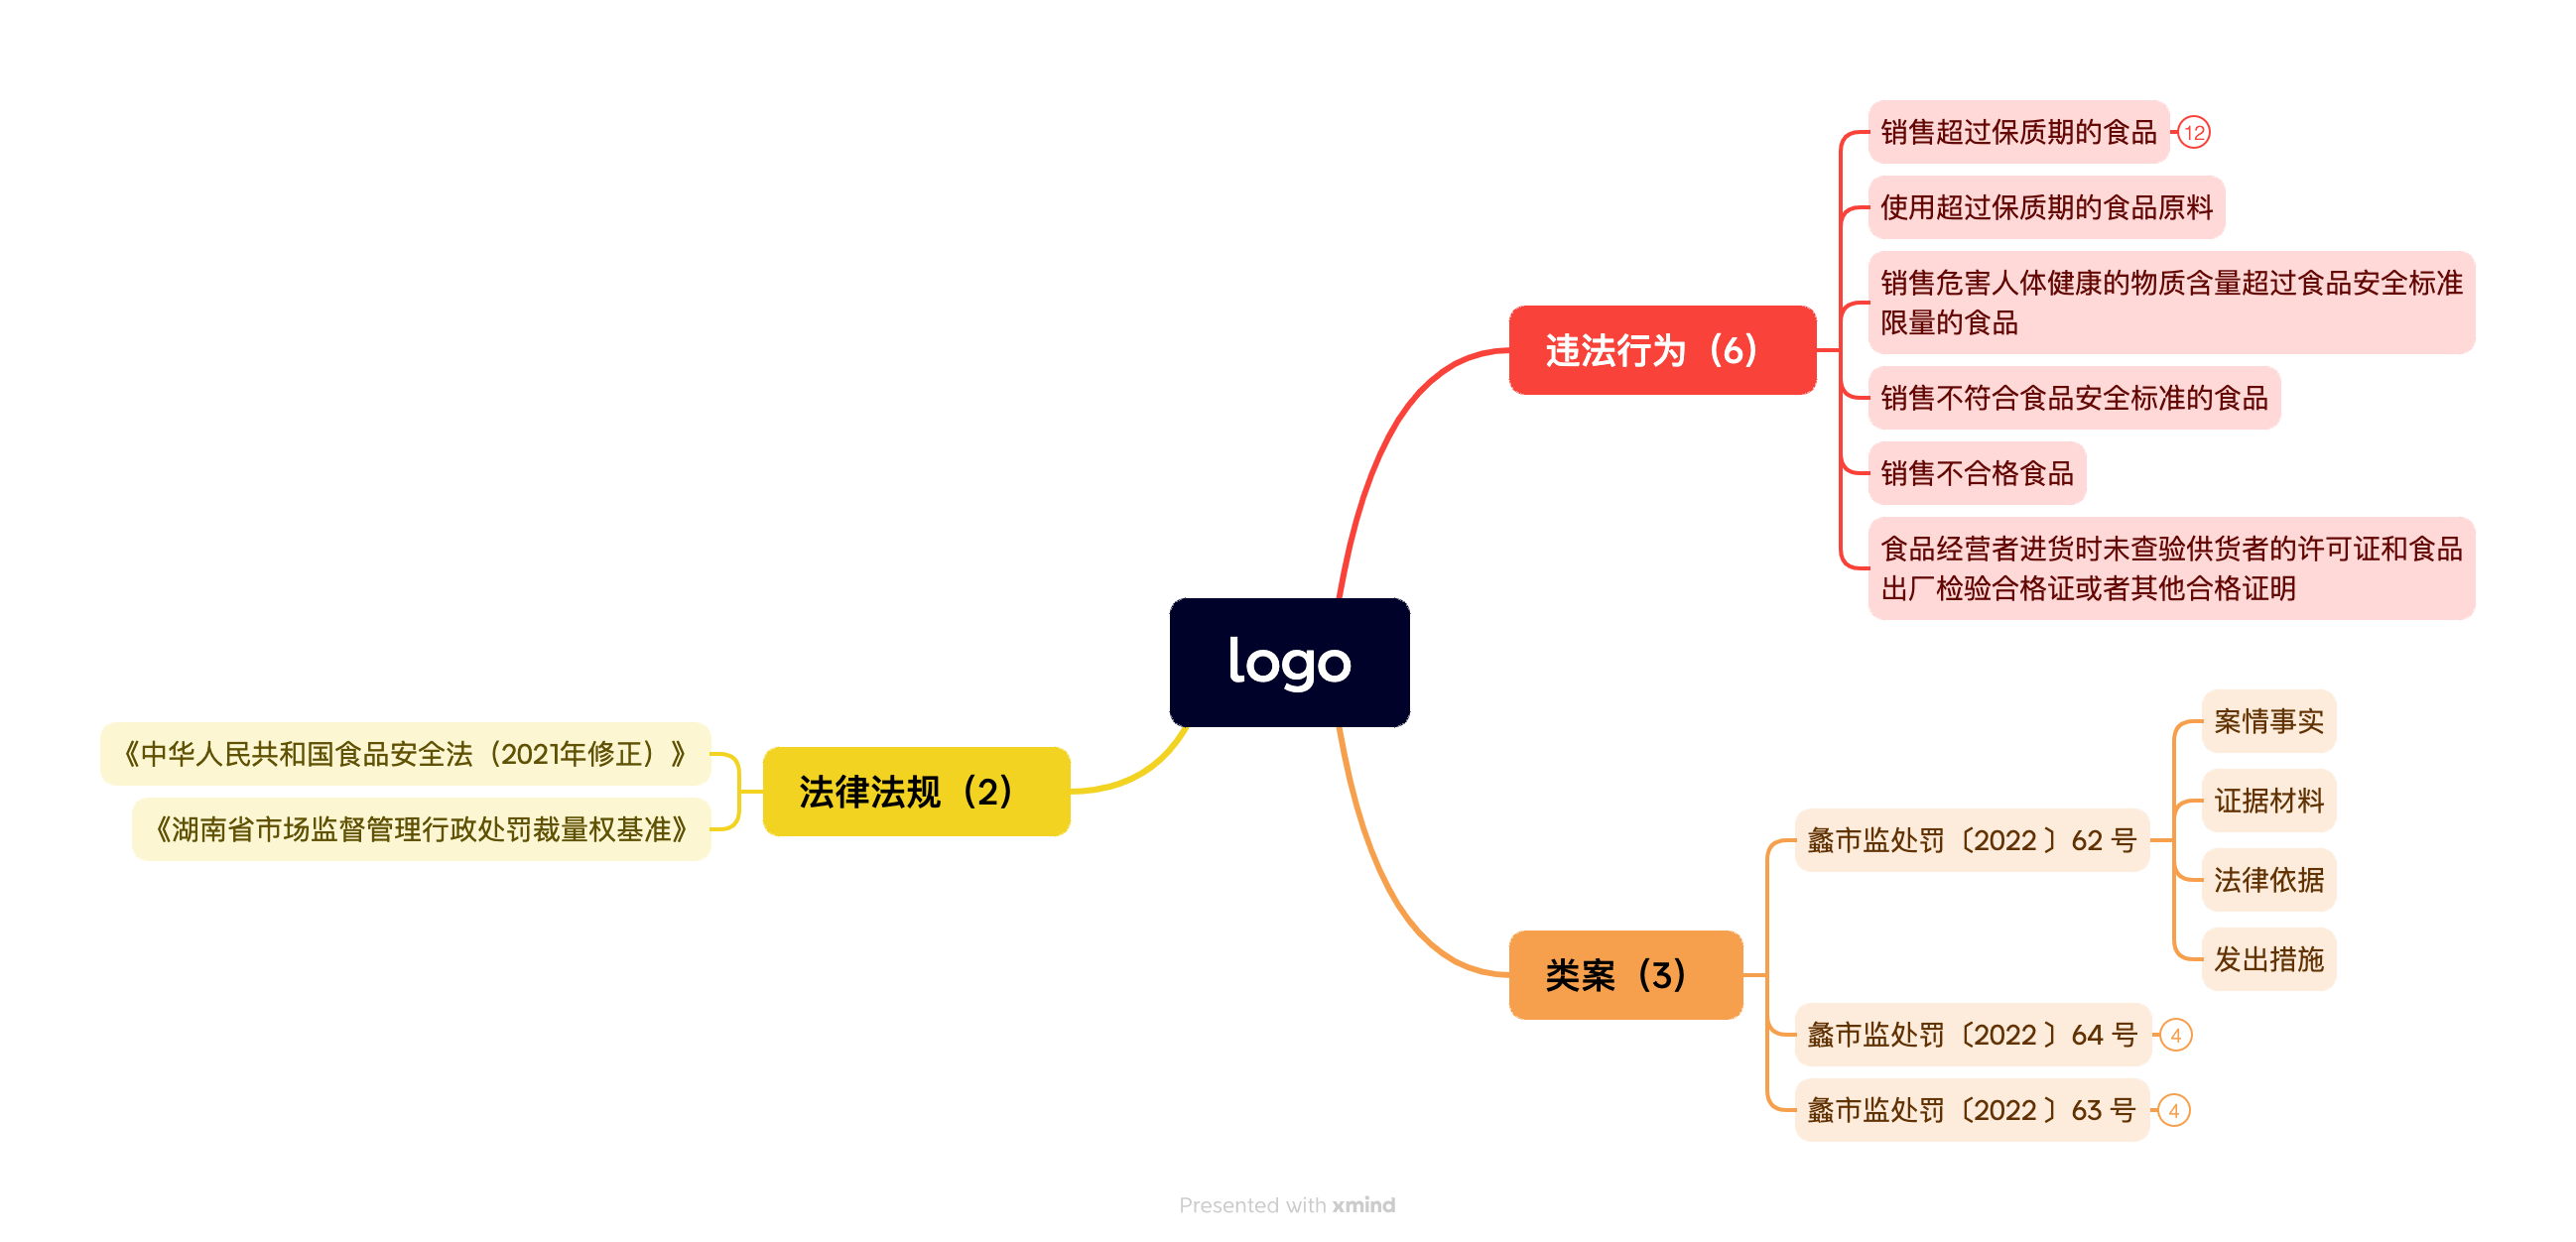 销售超过保质期的食品
12
使用超过保质期的食品原料
销售危害人体健康的物质含量超过食品安全标准
限量的食品
违法行为（6）
销售不符合食品安全标准的食品
销售不合格食品
食品经营者进货时未查验供货者的许可证和食品
出厂检验合格证或者其他合格证明
logo
《中华人民共和国食品安全法（2021年修正）》
法律法规（2）
《湖南省市场监督管理行政处罚裁量权基准》
案情事实
证据材料
蠡市监处罚〔2022〕62 号
法律依据
发出措施
类案（3）
蠡市监处罚〔2022〕64 号
4
蠡市监处罚〔2022〕63 号
4
Presented with xmind